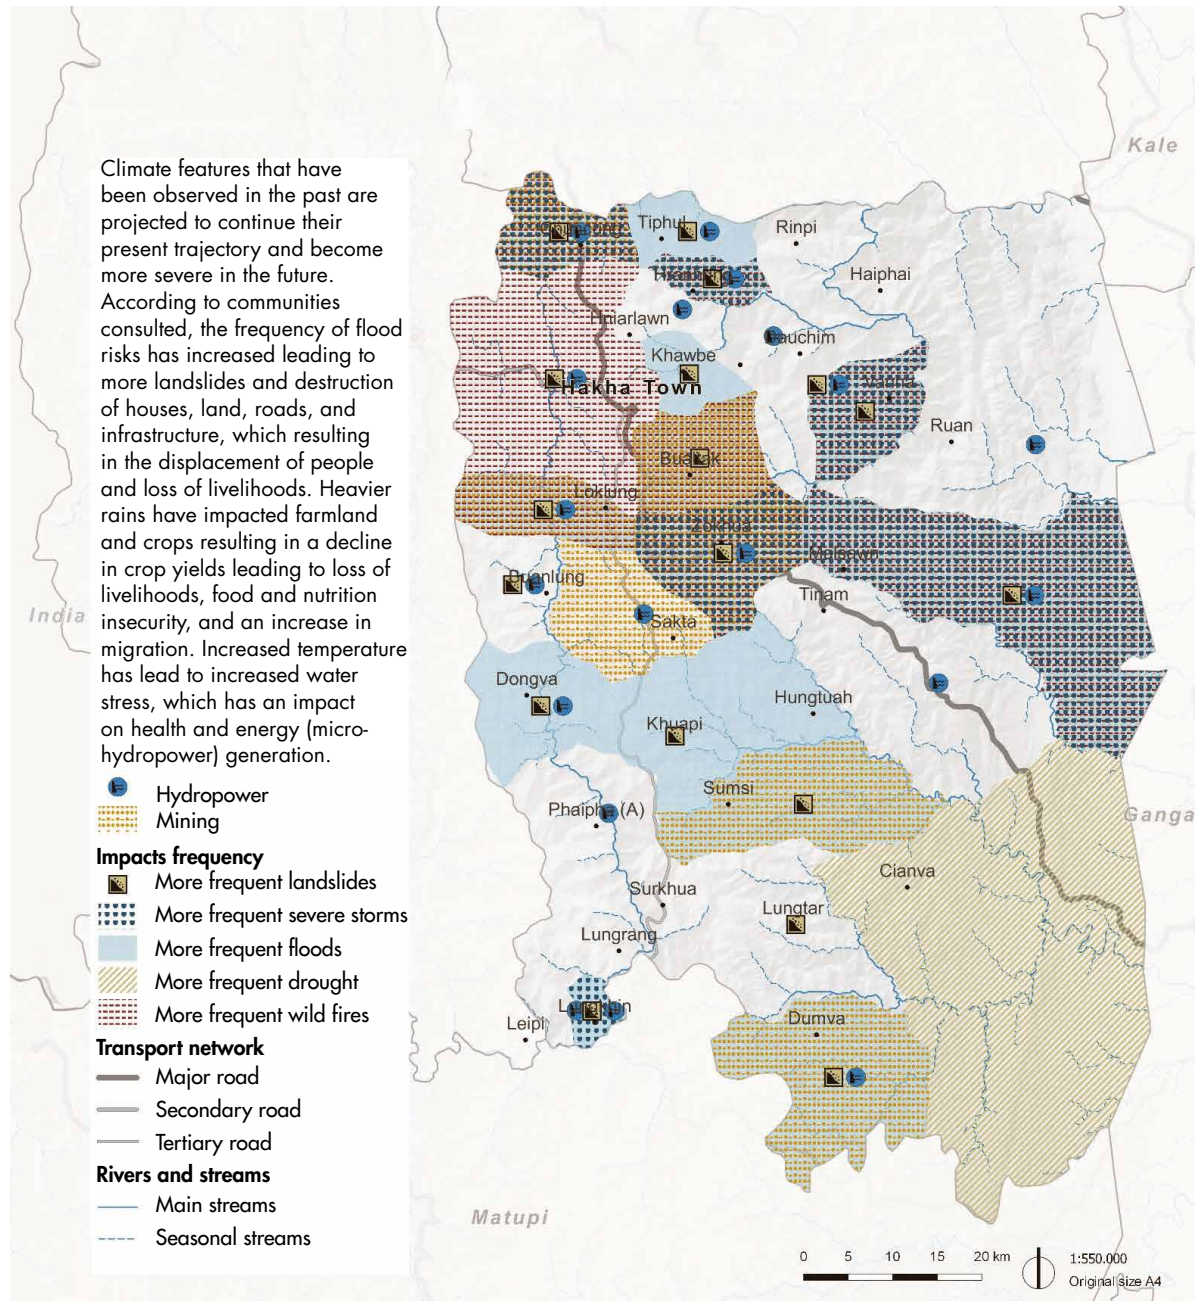 Climate features that have
been observed in the past are
projected to continue their
present trajectory and become
more severe in the future.
According to communities
consulted, the frequency of flood
risks has increased leading to
more landslides and destruction
of houses, land, roads, and
infrastructure, which resulting
in the displacement of people
and loss of livelihoods. Heavier
rains have impacted farmland
and crops resulting in a decline
in crop yields leading to loss of
livelihoods, food and nutrition
insecurity, and an increase in
migration. Increased temperature
has lead to increased water
stress, which has an impact
on health and energy (micro-
hydropower) generation.
Hydropower
Mining
Impacts frequency
More frequent landslides
More frequent severe storms
More frequent floods
More frequent drought
More frequent wild fires
Transport network
Major road
Secondary road
Tertiary road
Rivers and streams
Main streams
Seasonal streams
Kale
Tiphul
Rinpi
Haiphai
Hniarlawn
Khawbe
Hakha Town
Ruan
Loklung
Zokhua
Malsawn
Tinam
India
Sakta
Dongva
Hungtuah
Khuapi
Sumsi
Phaipha (A)
Ganga
Cianva
Surkhua
Lungtar
Lungrang
Leipi
Dumva
Matupi
0 5 10 15 20 km
1:550.000
Original size A4